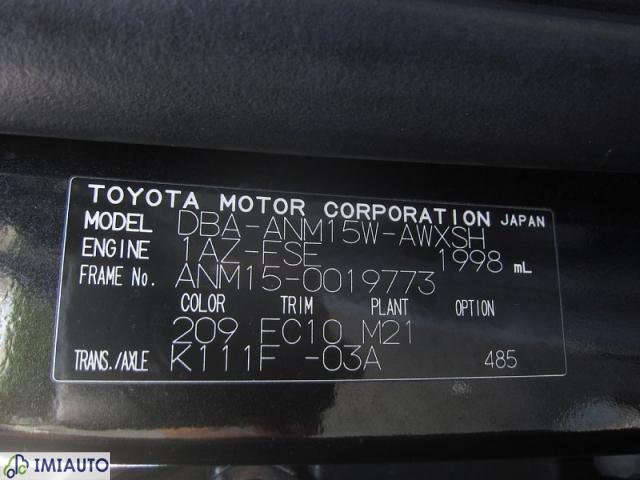 TOYOTA MOTOR CORPORATION JAPAN
MODEL DBA-ANM15W-AWXSH
ENGINE 1AZ-FSE 1998 mL
FRAME No. ANM15-0019773
COLOR TRIM PLANT OPTION
209 FC10 M21
TRANS./AXLE K111F -03A 485
IMIAUTO